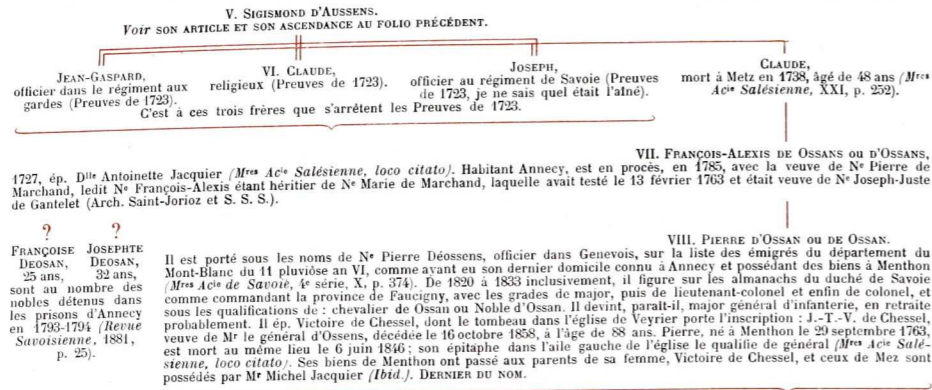 V. SIGISMOND D'AUSSENS.
Voir SON ARTICLE ET SON ASCENDANCE AU FOLIO PRÉCÉDENT.
JEAN-GASPARD,
officier dans le régiment aux
gardes (Preuves de 1723).
VI. CLAUDE,
religieux (Preuves de 1723).
JOSEPH,
officier au régiment de Savoie (Preuves
de 1723, je ne sais quel était l'aîné).
C'est à ces trois frères que s'arrêtent les Preuves de 1723.
CLAUDE,
mort à Metz en 1738, âgé de 48 ans (Mres
Acie Salésienne, XXI, p. 252).
VII. FRANÇOIS-ALEXIS DE OSSANS OU D'OSSANS,
1727, ép. Dlle Antoinette Jacquier (Mres Acie Salésienne, loco citato). Habitant Annecy, est en procès, en 1785, avec la veuve de Ne Pierre de
Marchand, ledit Ne François-Alexis étant héritier de Ne Marie de Marchand, laquelle avait testé le 13 février 1763 et était veuve de Ne Joseph-Juste
de Gantelet (Arch. Saint-Jorioz et S. S. S.).
?
FRANÇOISE
DEOSAN,
25 ans,
?
JOSEPHTE
DEOSAN,
32 ans,
sont au nombre des
nobles détenus dans
les prisons d'Annecy
en 1793-1794 (Revue
Savoisienne, 1881,
p. 25).
VIII. PIERRE D'OSSAN OU DE OSSAN.
Il est porté sous les noms de Ne Pierre Déossens, officier dans Genevois, sur la liste des émigrés du département du
Mont-Blanc du 11 pluviôse an VI, comme ayant eu son dernier domicile connu à Annecy et possédant des biens à Menthon
(Mres Acie de Savoie, 4e série, X, p. 374). De 1820 à 1833 inclusivement, il figure sur les almanachs du duché de Savoie
comme commandant la province de Faucigny, avec les grades de major, puis de lieutenant-colonel et enfin de colonel, et
sous les qualifications de : chevalier de Ossan ou Noble d'Ossan. Il devint, paraît-il, major général d'infanterie, en retraite
probablement. Il ép. Victoire de Chessel, dont le tombeau dans l'église de Veyrier porte l'inscription : J.-T.-V. de Chessel,
veuve de Mr le général d'Ossens, décédée le 16 octobre 1858, à l'âge de 88 ans. Pierre, né à Menthon le 29 septembre 1763,
est mort au même lieu le 6 juin 1846 ; son épitaphe dans l'aile gauche de l'église le qualifie de général (Mres Acie Salé-
sienne, loco citato). Ses biens de Menthon ont passé aux parents de sa femme, Victoire de Chessel, et ceux de Mez sont
possédés par Mr Michel Jacquier (Ibid.). DERNIER DU NOM.